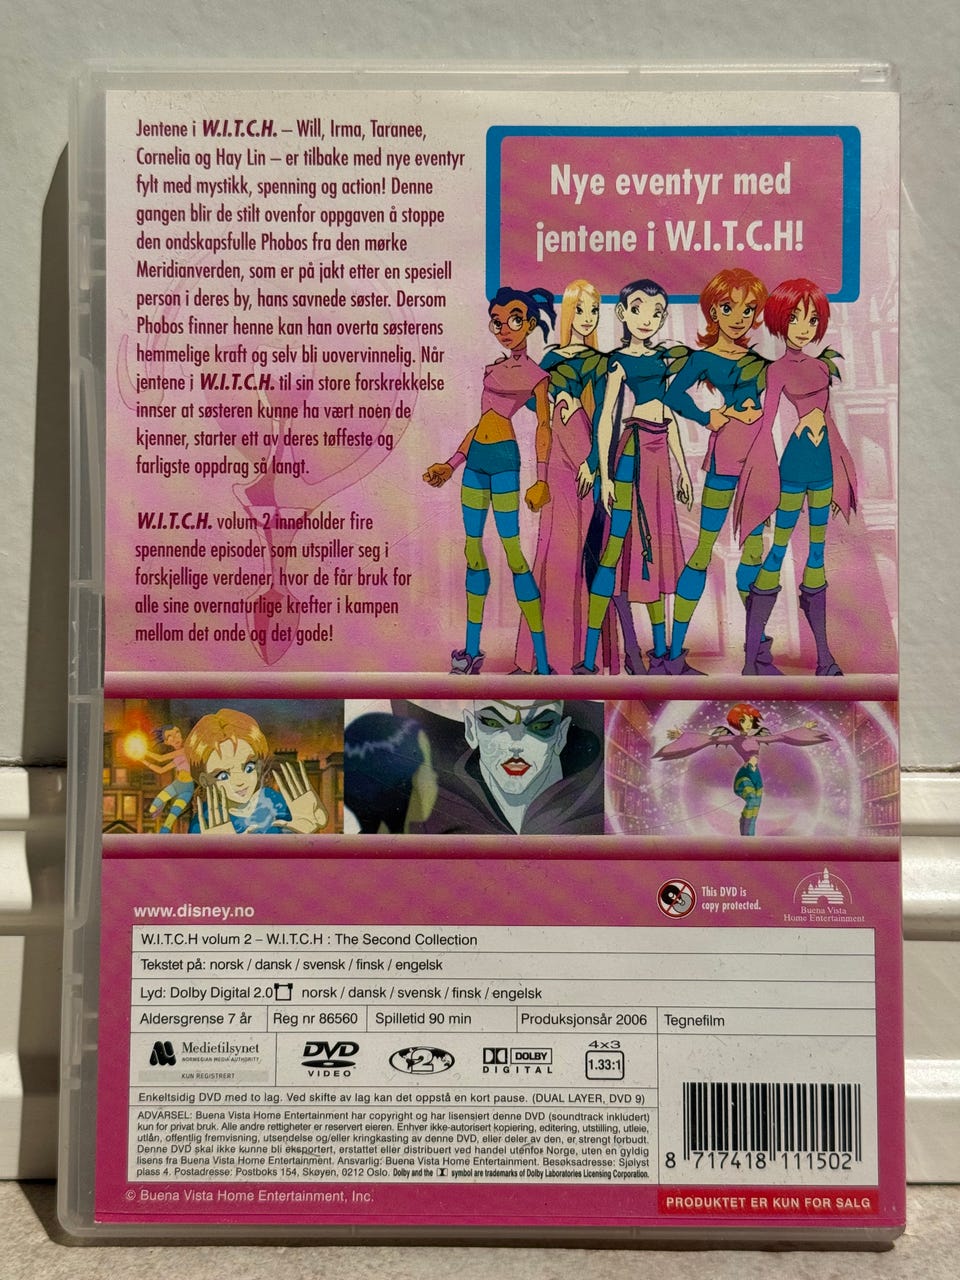 Jentene i W.I.T.C.H. – Will, Irma, Taranee,
Cornelia og Hay Lin – er tilbake med nye eventyr
fylt med mystikk, spenning og action! Denne
gangen blir de stilt ovenfor oppgaven å stoppe
den ondskapsfulle Phobos fra den mørke
Meridianverden, som er på jakt etter en spesiell
person i deres by, hans savnede søster. Dersom
Phobos finner henne kan han overta søsterens
hemmelige kraft og selv bli uovervinnelig. Når
jentene i W.I.T.C.H. til sin store forskrekkelse
innser at søsteren kunne ha vært noen de
kjenner, starter ett av deres tøffeste og
farligste oppdrag så langt.
W.I.T.C.H. volum 2 inneholder fire
spennende episoder som utspiller seg i
forskjellige verdener, hvor de får bruk for
alle sine overnaturlige krefter i kampen
mellom det onde og det gode!
Nye eventyr med
jentene i W.I.T.C.H!
www.disney.no
This DVD is
copy protected.
Buena Vista
Home Entertainment
W.I.T.C.H volum 2 – W.I.T.C.H : The Second Collection
Tekstet på: norsk / dansk / svensk / finsk / engelsk
Lyd: Dolby Digital 2.0 norsk / dansk / svensk / finsk / engelsk
Aldersgrense 7 år Reg nr 86560 Spilletid 90 min Produksjonsår 2006 Tegnefilm
Medietilsynet
NORWEGIAN MEDIA AUTHORITY
KUN REGISTRERT
DVD
VIDEO
2
DOLBY
DIGITAL
4x3
1.33:1
Enkeltsidig DVD med to lag. Ved skifte av lag kan det oppstå en kort pause. (DUAL LAYER, DVD 9)
ADVARSEL: Buena Vista Home Entertainment har copyright og har lisensiert denne DVD (soundtrack inkludert)
kun for privat bruk. Alle andre rettigheter er reservert eieren. Enhver ikke-autorisert kopiering, editering, utstilling, utleie,
utlån, offentlig fremvisning, utsendelse og/eller kringkasting av denne DVD, eller deler av den, er strengt forbudt.
Denne DVD skal ikke kunne bli eksportert, erstattet eller distribuert ved handel utenfor Norge, uten en gyldig
lisens fra Buena Vista Home Entertainment. Ansvarlig: Buena Vista Home Entertainment. Besøksadresse: Sjølyst
plass 4. Postadresse: Postboks 154, Skøyen, 0212 Oslo. Dolby and the symbol are trademarks of Dolby Laboratories Licensing Corporation.
8 717418 111502
© Buena Vista Home Entertainment, Inc.
PRODUKTET ER KUN FOR SALG